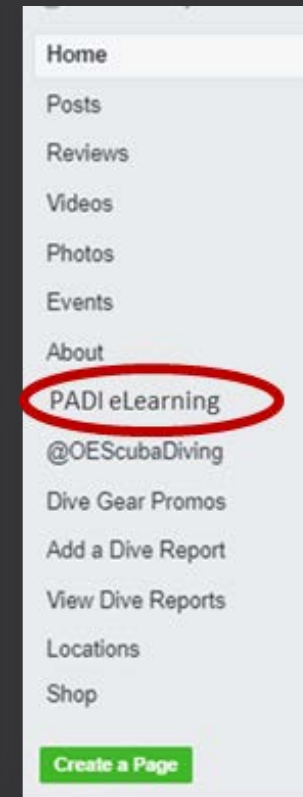 Home
Posts
Reviews
Videos
Photos
Events
About
PADI eLearning
@OEScubaDiving
Dive Gear Promos
Add a Dive Report
View Dive Reports
Locations
Shop
Create a Page